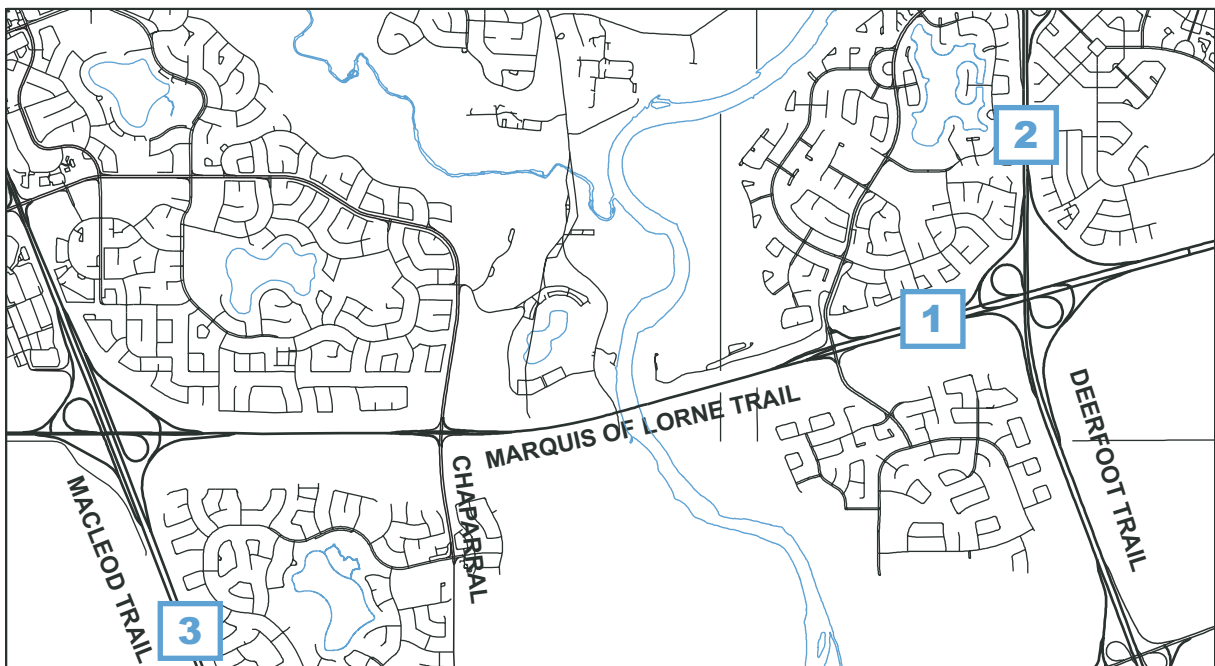 2
1
MARQUIS OF LORNE TRAIL
DEERFOOT TRAIL
CHAPARRAL
MACLEOD TRAIL
3